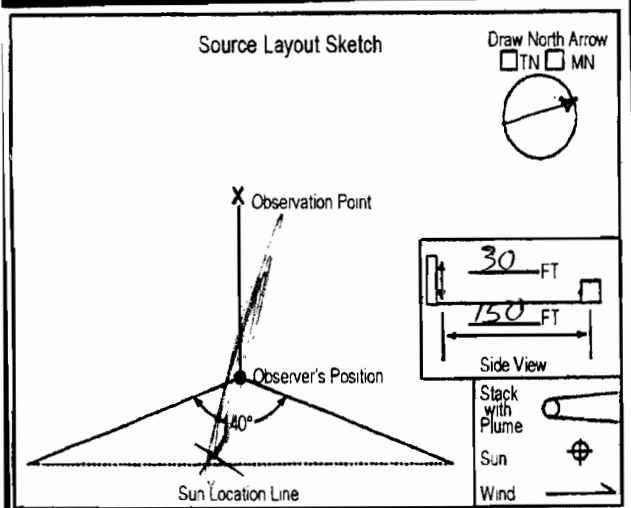 Source Layout Sketch
Draw North Arrow
TN MN
X Observation Point
30 FT
150 FT
Side View
Observer's Position
140°
Stack
with
Plume
Sun
Wind
Sun Location Line